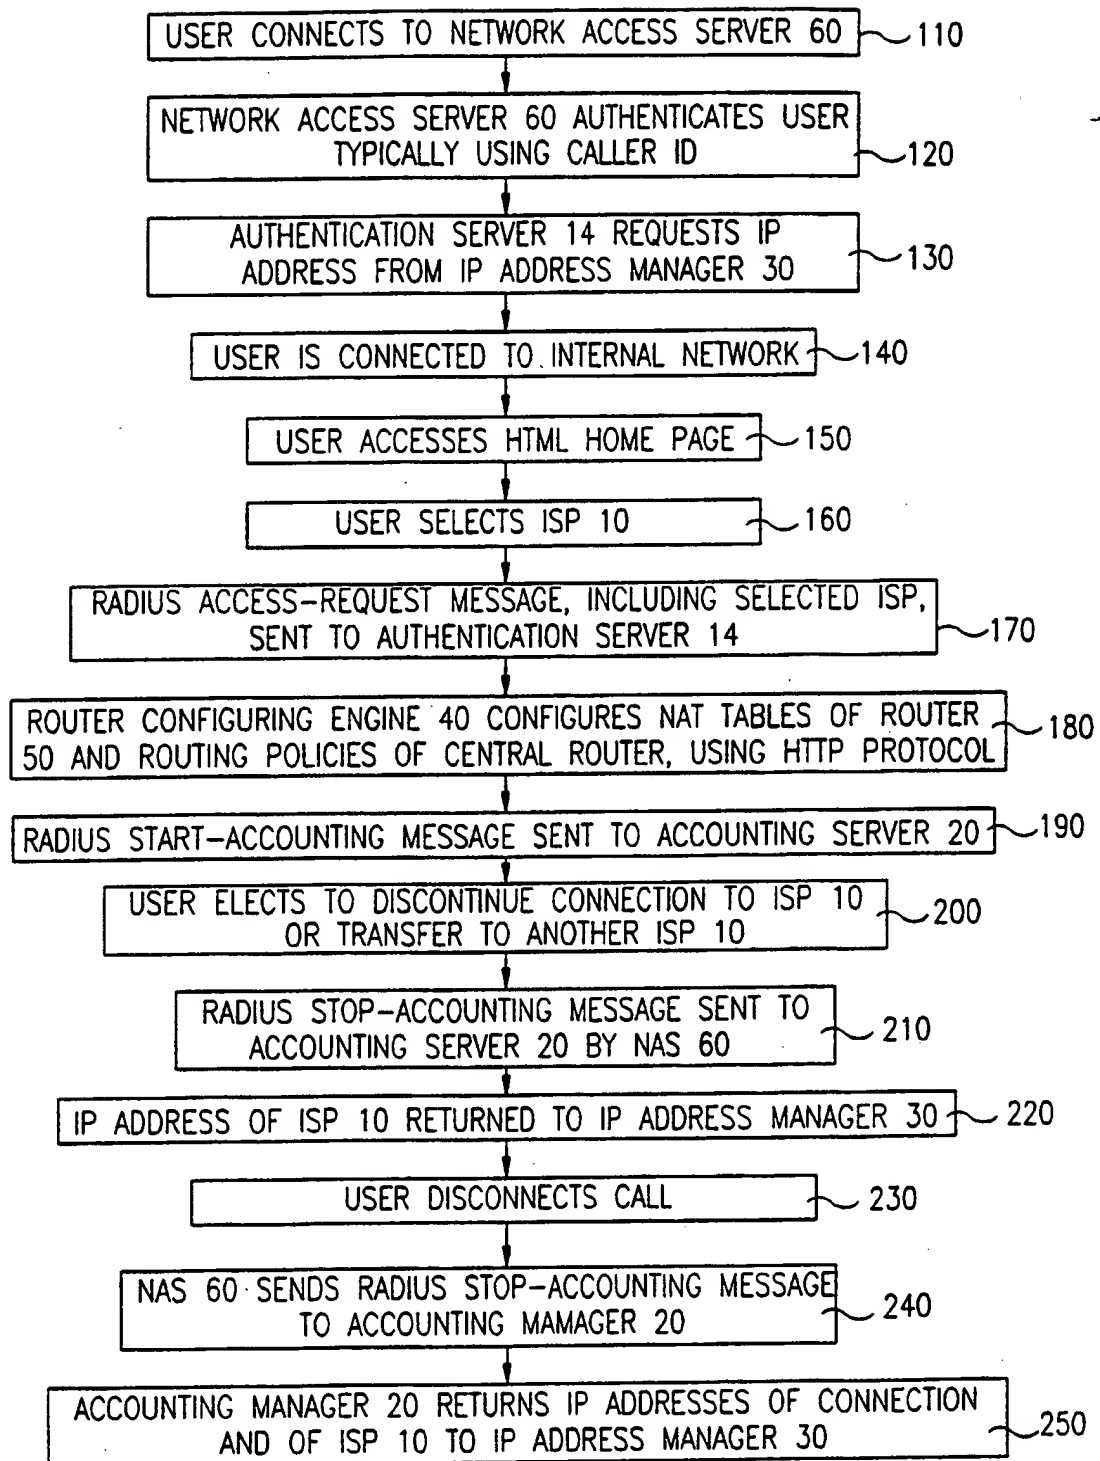 USER CONNECTS TO NETWORK ACCESS SERVER 60
110
NETWORK ACCESS SERVER 60 AUTHENTICATES USER
TYPICALLY USING CALLER ID
120
AUTHENTICATION SERVER 14 REQUESTS IP
ADDRESS FROM IP ADDRESS MANAGER 30
130
USER IS CONNECTED TO INTERNAL NETWORK
140
USER ACCESSES HTML HOME PAGE
150
USER SELECTS ISP 10
160
RADIUS ACCESS-REQUEST MESSAGE, INCLUDING SELECTED ISP,
SENT TO AUTHENTICATION SERVER 14
170
ROUTER CONFIGURING ENGINE 40 CONFIGURES NAT TABLES OF ROUTER
50 AND ROUTING POLICIES OF CENTRAL ROUTER, USING HTTP PROTOCOL
180
RADIUS START-ACCOUNTING MESSAGE SENT TO ACCOUNTING SERVER 20
190
USER ELECTS TO DISCONTINUE CONNECTION TO ISP 10
OR TRANSFER TO ANOTHER ISP 10
200
RADIUS STOP-ACCOUNTING MESSAGE SENT TO
ACCOUNTING SERVER 20 BY NAS 60
210
IP ADDRESS OF ISP 10 RETURNED TO IP ADDRESS MANAGER 30
220
USER DISCONNECTS CALL
230
NAS 60 SENDS RADIUS STOP-ACCOUNTING MESSAGE
TO ACCOUNTING MAMAGER 20
240
ACCOUNTING MANAGER 20 RETURNS IP ADDRESSES OF CONNECTION
AND OF ISP 10 TO IP ADDRESS MANAGER 30
250